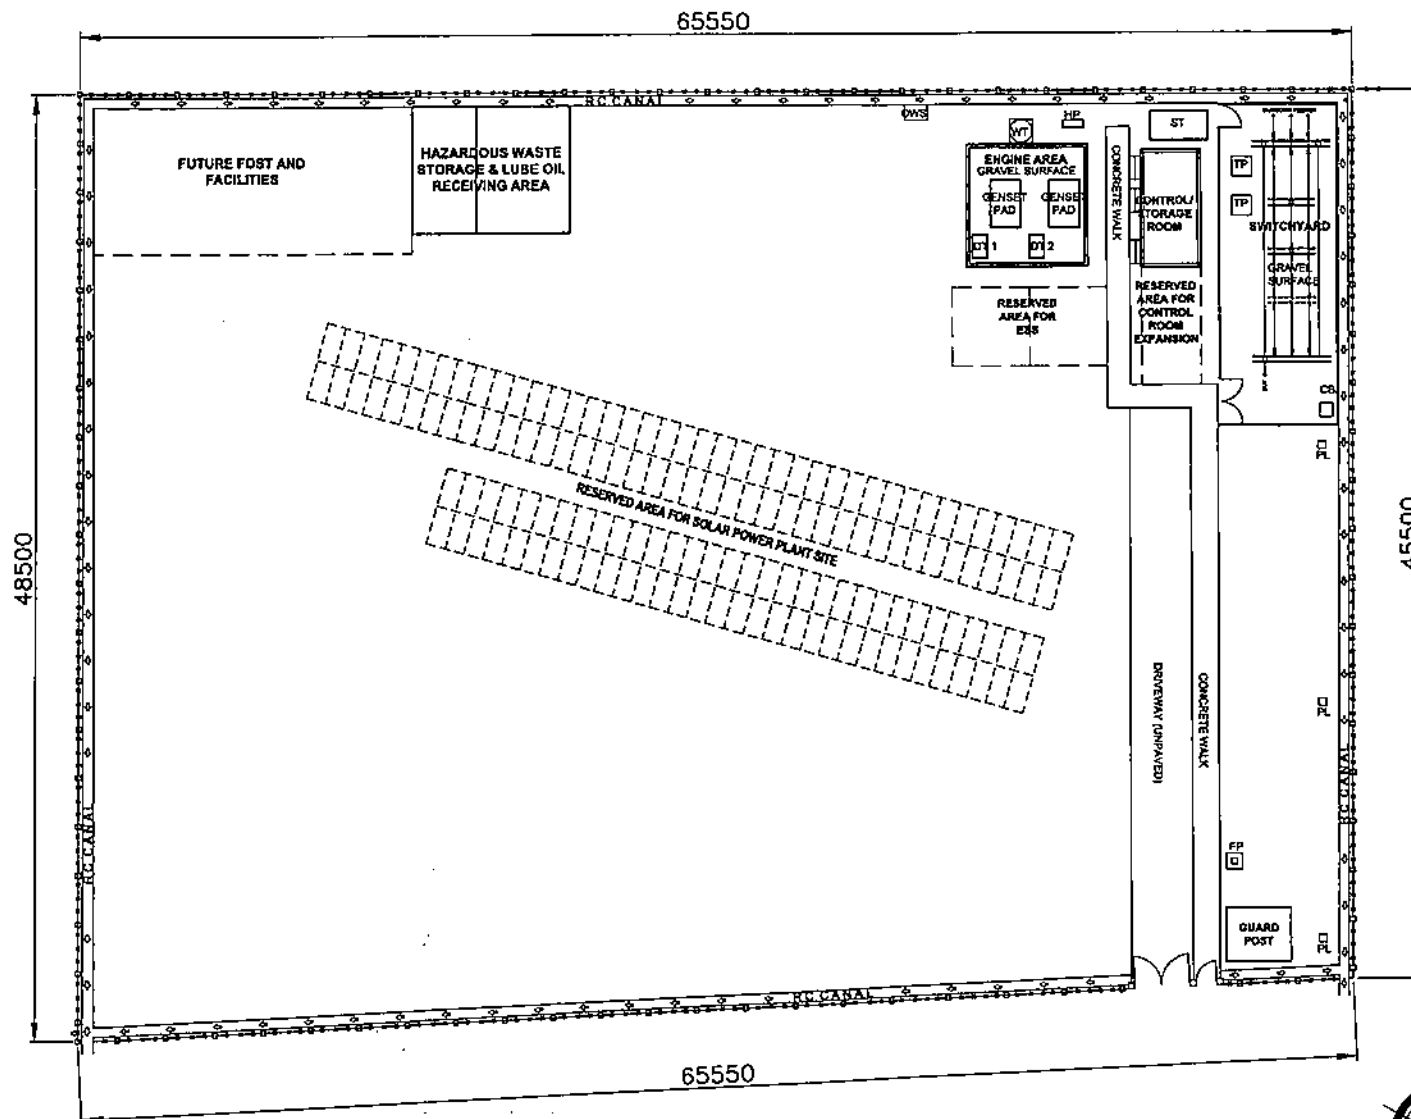 65550
RC CANAL
OWS
HP
WT
ST
FUTURE FOST AND
FACILITIES
HAZARDOUS WASTE
STORAGE & LUBE OIL
RECEIVING AREA
ENGINE AREA
GRAVEL SURFACE
GENSET
PAD
GENSET
PAD
DT 1
DT 2
CONCRETE WALK
CONTROL/
STORAGE
ROOM
TP
TP
SWITCHYARD
GRAVEL
SURFACE
RESERVED
AREA FOR
ESS
RESERVED
AREA FOR
CONTROL
ROOM
EXPANSION
PL
RESERVED AREA FOR SOLAR POWER PLANT SITE
48500
45500
DRIVEWAY (UNPAVED)
CONCRETE WALK
PL
RC CANAL
RC CANAL
FP
GUARD
POST
PL
RC CANAL
65550